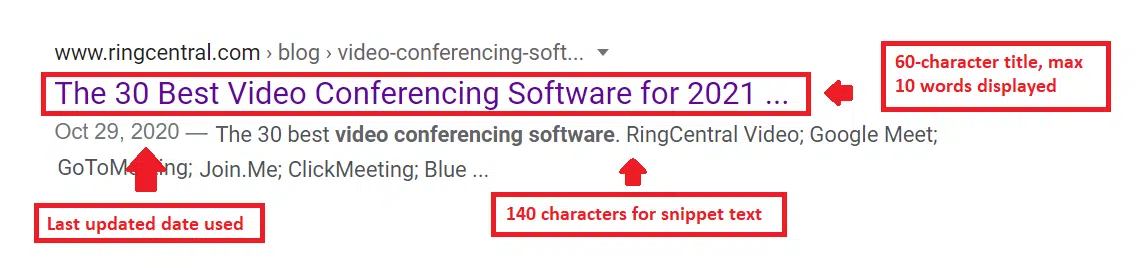 www.ringcentral.com › blog › video-conferencing-soft...
60-character title, max
10 words displayed
The 30 Best Video Conferencing Software for 2021 ...
Oct 29, 2020 — The 30 best video conferencing software. RingCentral Video; Google Meet;
GoToMeeting; Join.Me; ClickMeeting; Blue ...
Last updated date used
140 characters for snippet text